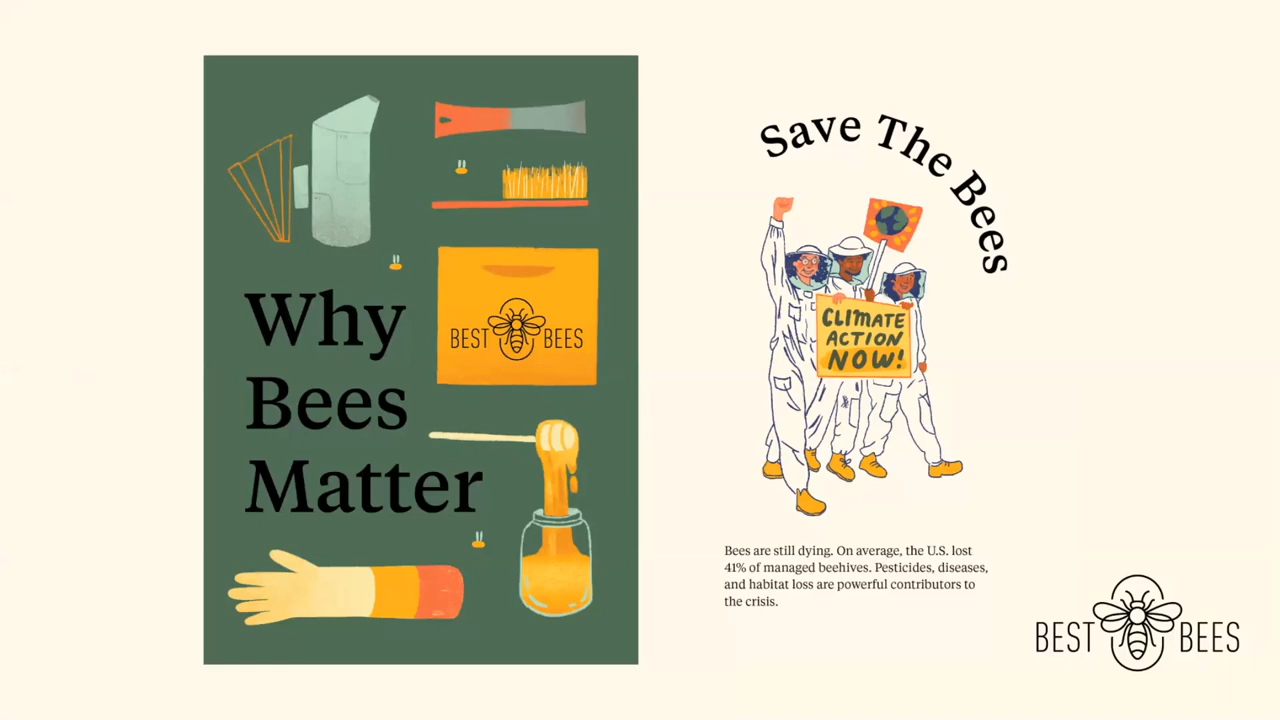 Why
Bees
Matter
BEST BEES
Save The Bees
CLIMATE
ACTION
NOW!
Bees are still dying. On average, the U.S. lost
41% of managed beehives. Pesticides, diseases,
and habitat loss are powerful contributors to
the crisis.
BEST BEES